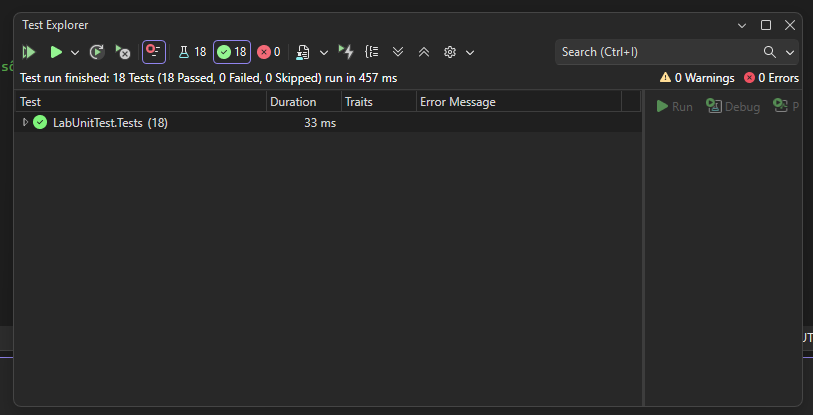 Test Explorer
18 18 0 Search (Ctrl+I)
Test run finished: 18 Tests (18 Passed, 0 Failed, 0 Skipped) run in 457 ms 0 Warnings 0 Errors
Test Duration Traits Error Message
Run Debug P
LabUnitTest.Tests (18) 33 ms